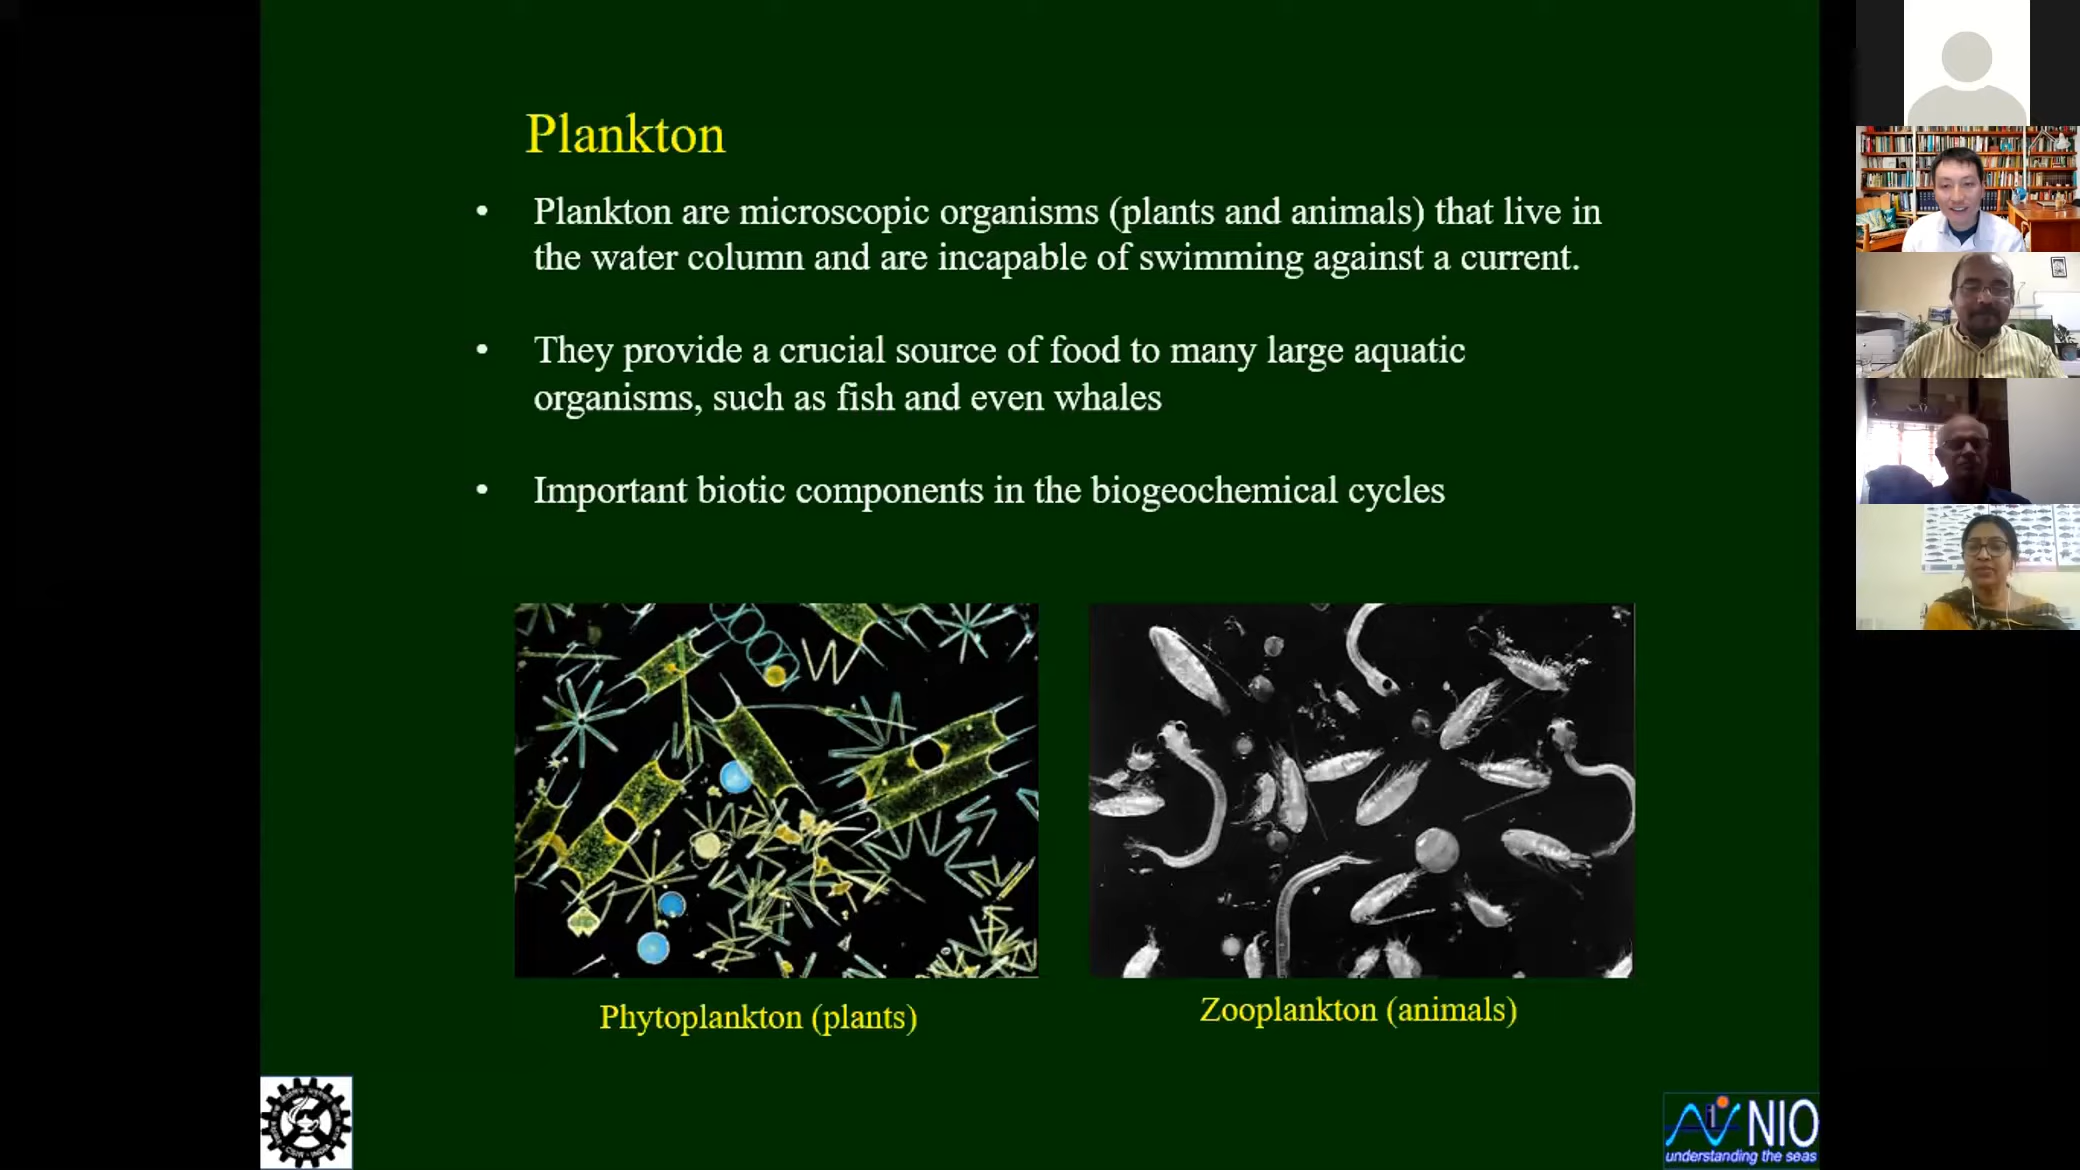 Plankton
• Plankton are microscopic organisms (plants and animals) that live in
the water column and are incapable of swimming against a current.
• They provide a crucial source of food to many large aquatic
organisms, such as fish and even whales
• Important biotic components in the biogeochemical cycles
Phytoplankton (plants)
Zooplankton (animals)
CSIR - INDIA
NIO
understanding the seas